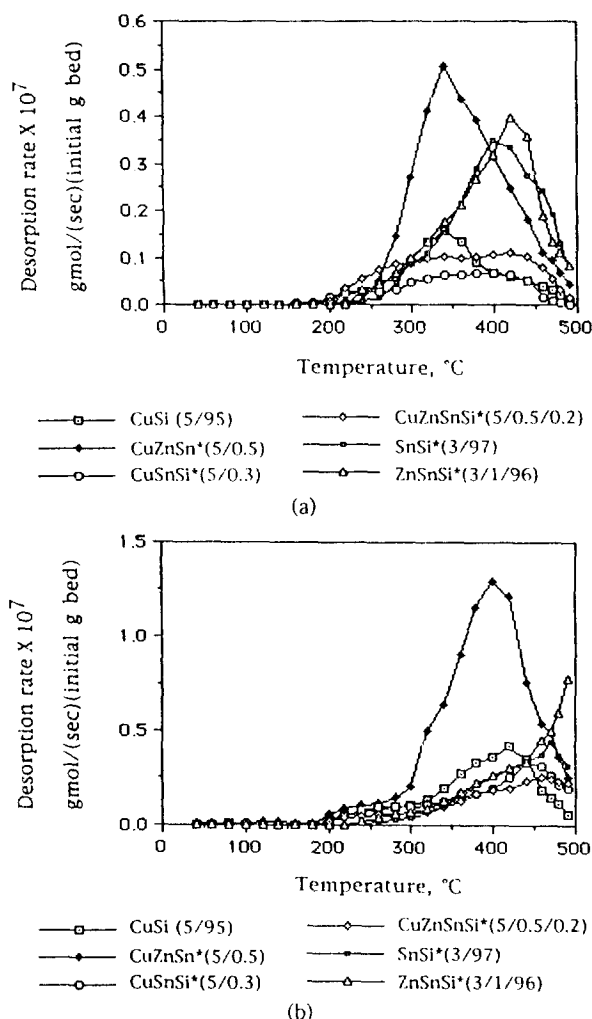 Desorption rate X 10⁷
gmol/(sec)(initial g bed)
0.6
0.5
0.4
0.3
0.2
0.1
0.0
0 100 200 300 400 500
Temperature, °C
CuSi (5/95)
CuZnSn*(5/0.5)
CuSnSi*(5/0.3)
CuZnSnSi*(5/0.5/0.2)
SnSi*(3/97)
ZnSnSi*(3/1/96)
(a)
Desorption rate X 10⁷
gmol/(sec)(initial g bed)
1.5
1.0
0.5
0.0
0 100 200 300 400 500
Temperature, °C
CuSi (5/95)
CuZnSn*(5/0.5)
CuSnSi*(5/0.3)
CuZnSnSi*(5/0.5/0.2)
SnSi*(3/97)
ZnSnSi*(3/1/96)
(b)